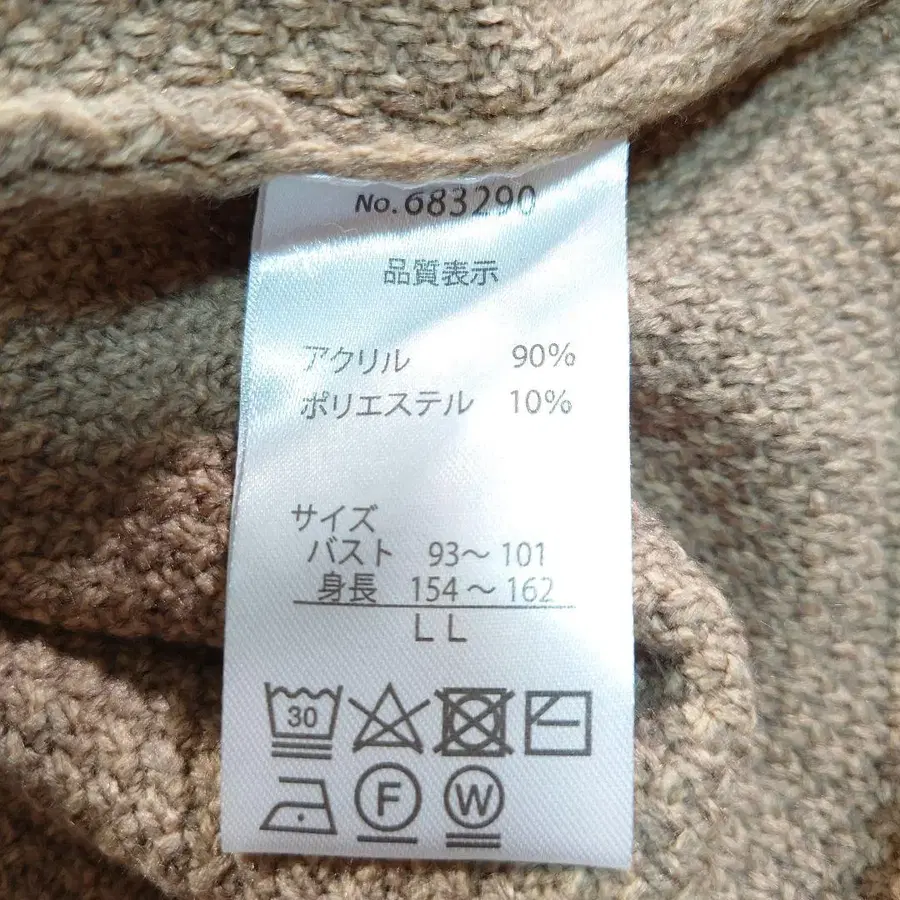 No.683290
品質表示
アクリル 90%
ポリエステル 10%
サイズ
バスト 93～101
身長 154～162
LL
30
F W